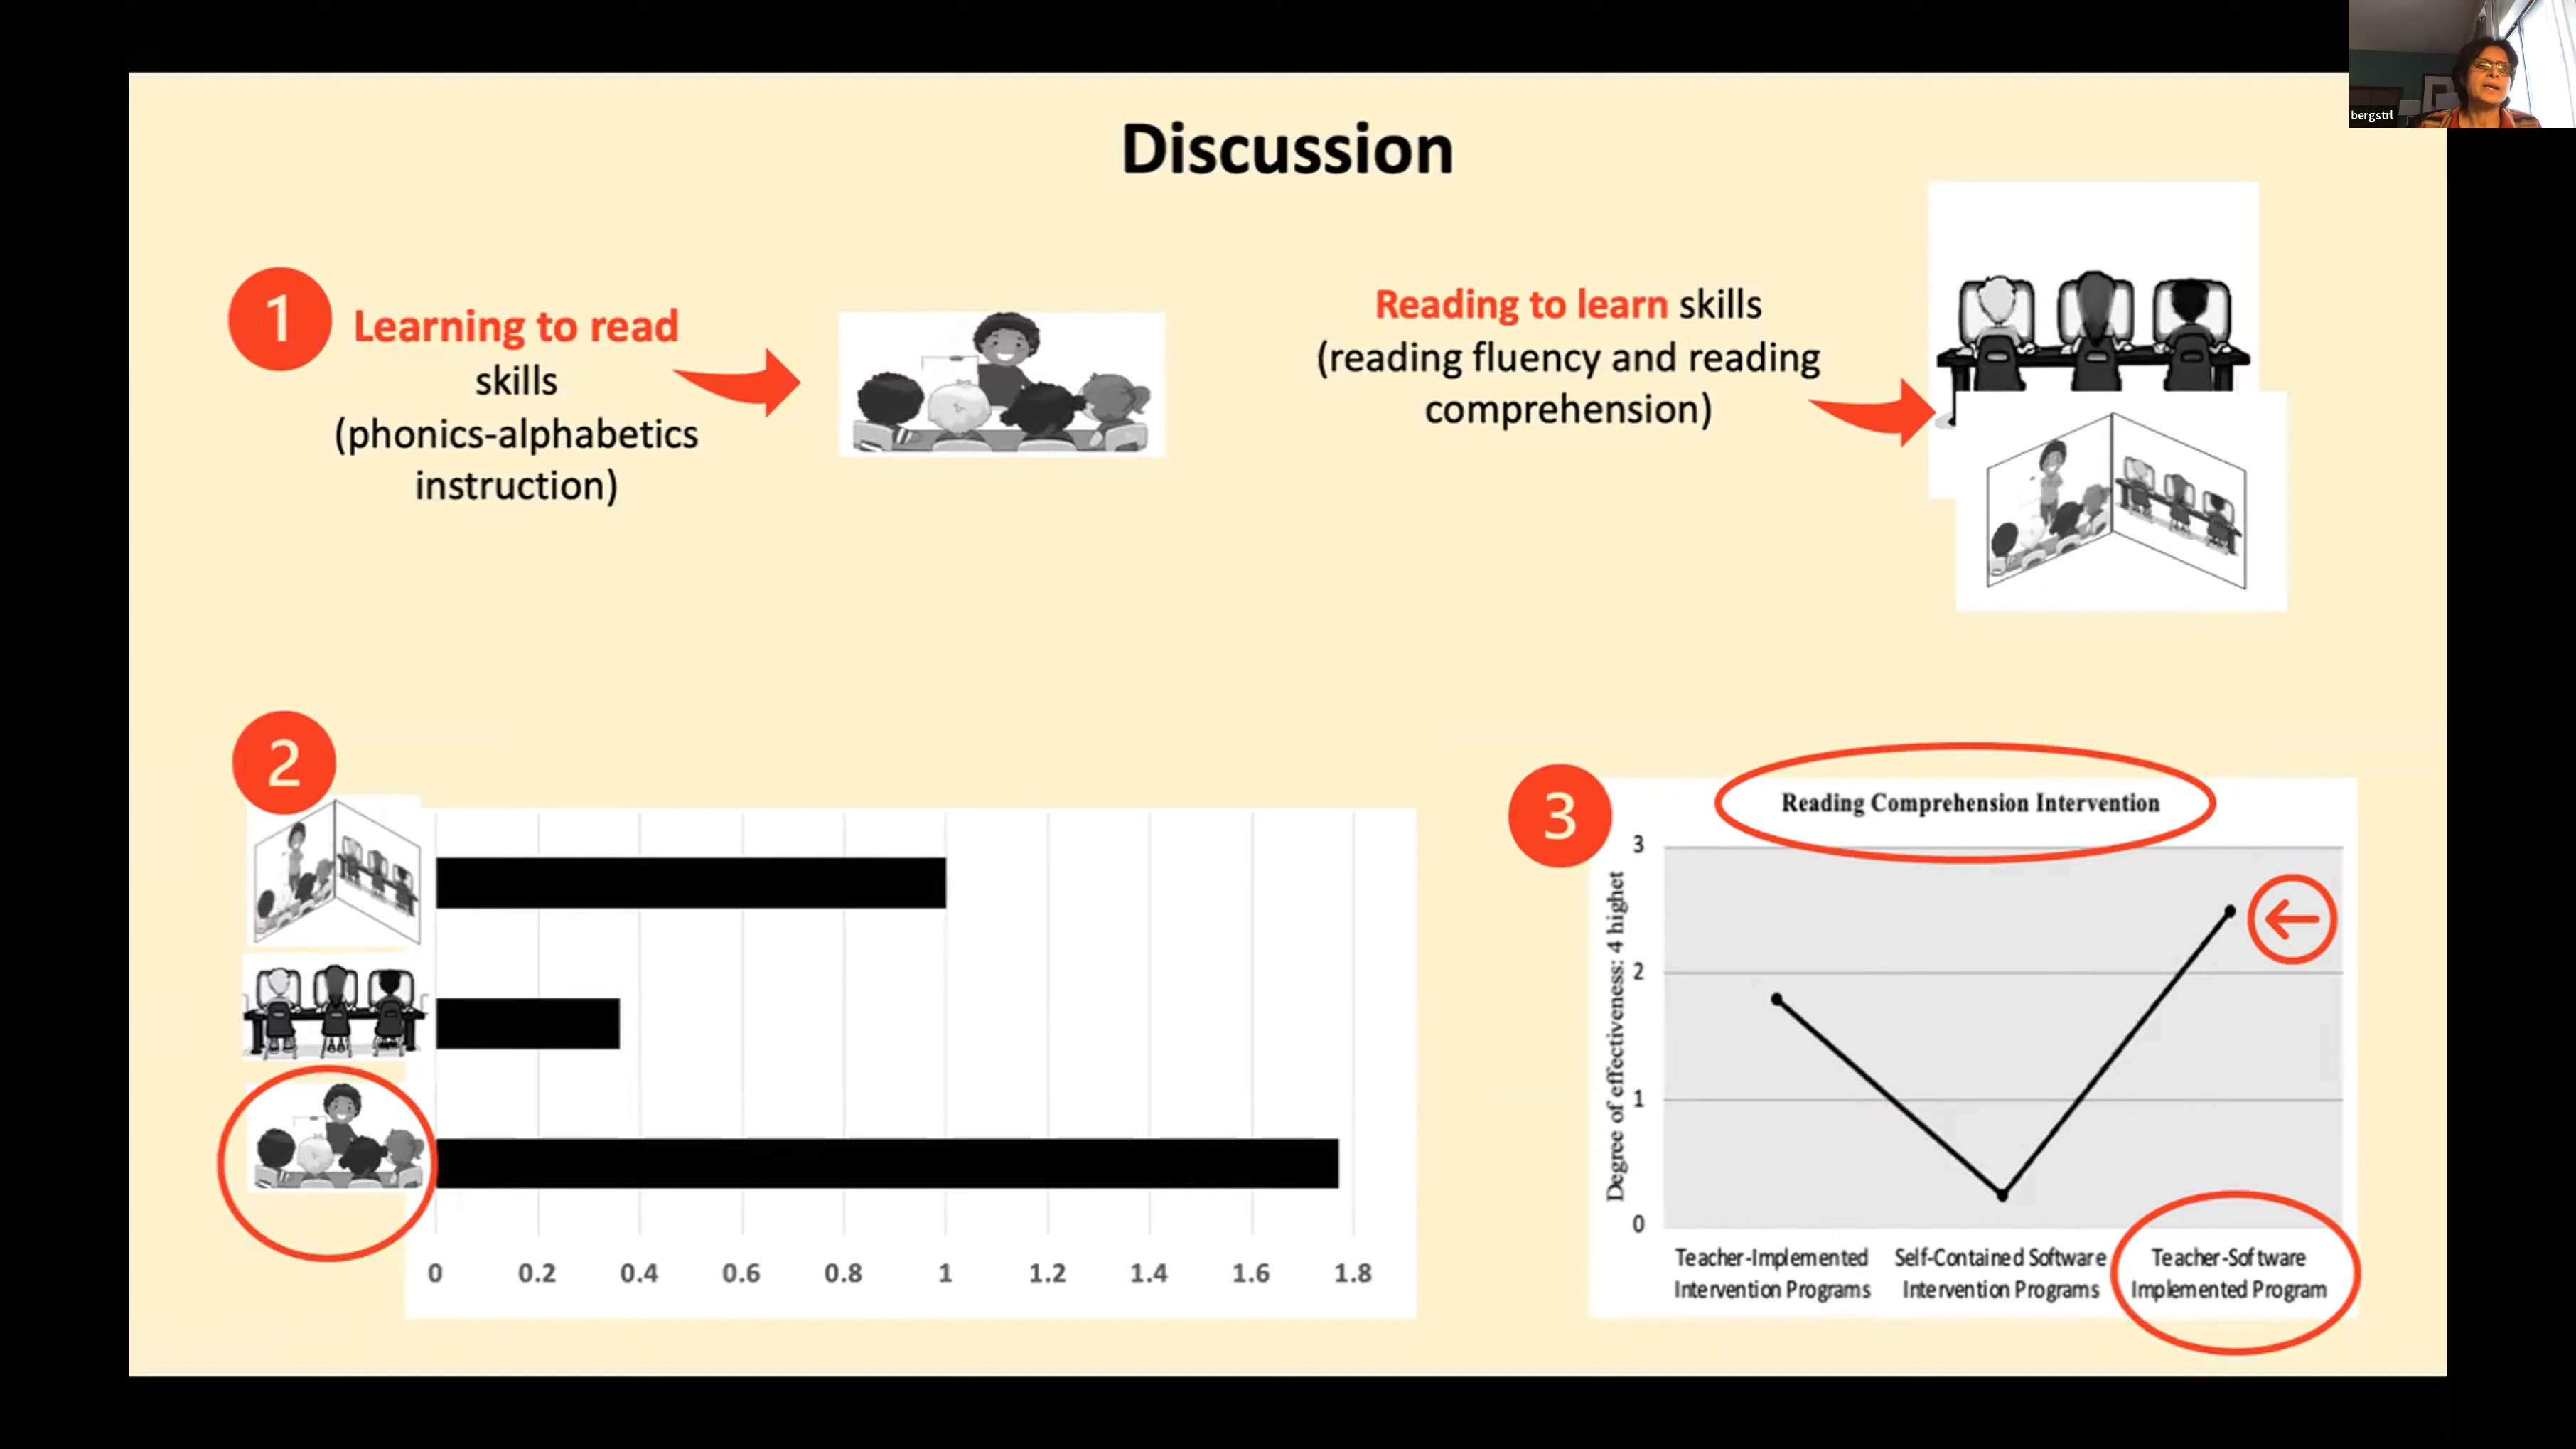 bergstrl
Discussion
1
Learning to read
skills
(phonics-alphabetics
instruction)
Reading to learn skills
(reading fluency and reading
comprehension)
2
0 0.2 0.4 0.6 0.8 1 1.2 1.4 1.6 1.8
3
Reading Comprehension Intervention
Degree of effectiveness: 4 highet
3
2
1
0
Teacher-Implemented
Intervention Programs
Self-Contained Software
Intervention Programs
Teacher-Software
Implemented Program